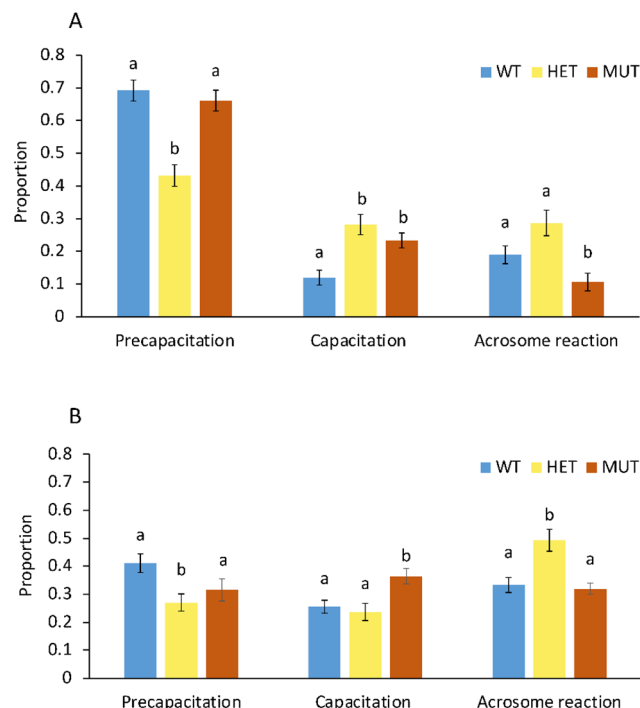 A
0.8
a
a
WT HET MUT
0.7
0.6
b
0.5
a
0.4
b
b
a
0.3
a
b
0.2
0.1
0
Proportion
Precapacitation Capacitation Acrosome reaction
B
0.8
WT HET MUT
0.7
0.6
b
a
0.5
b
a
a
b
a
a
a
0.4
0.3
0.2
0.1
0
Proportion
Precapacitation Capacitation Acrosome reaction